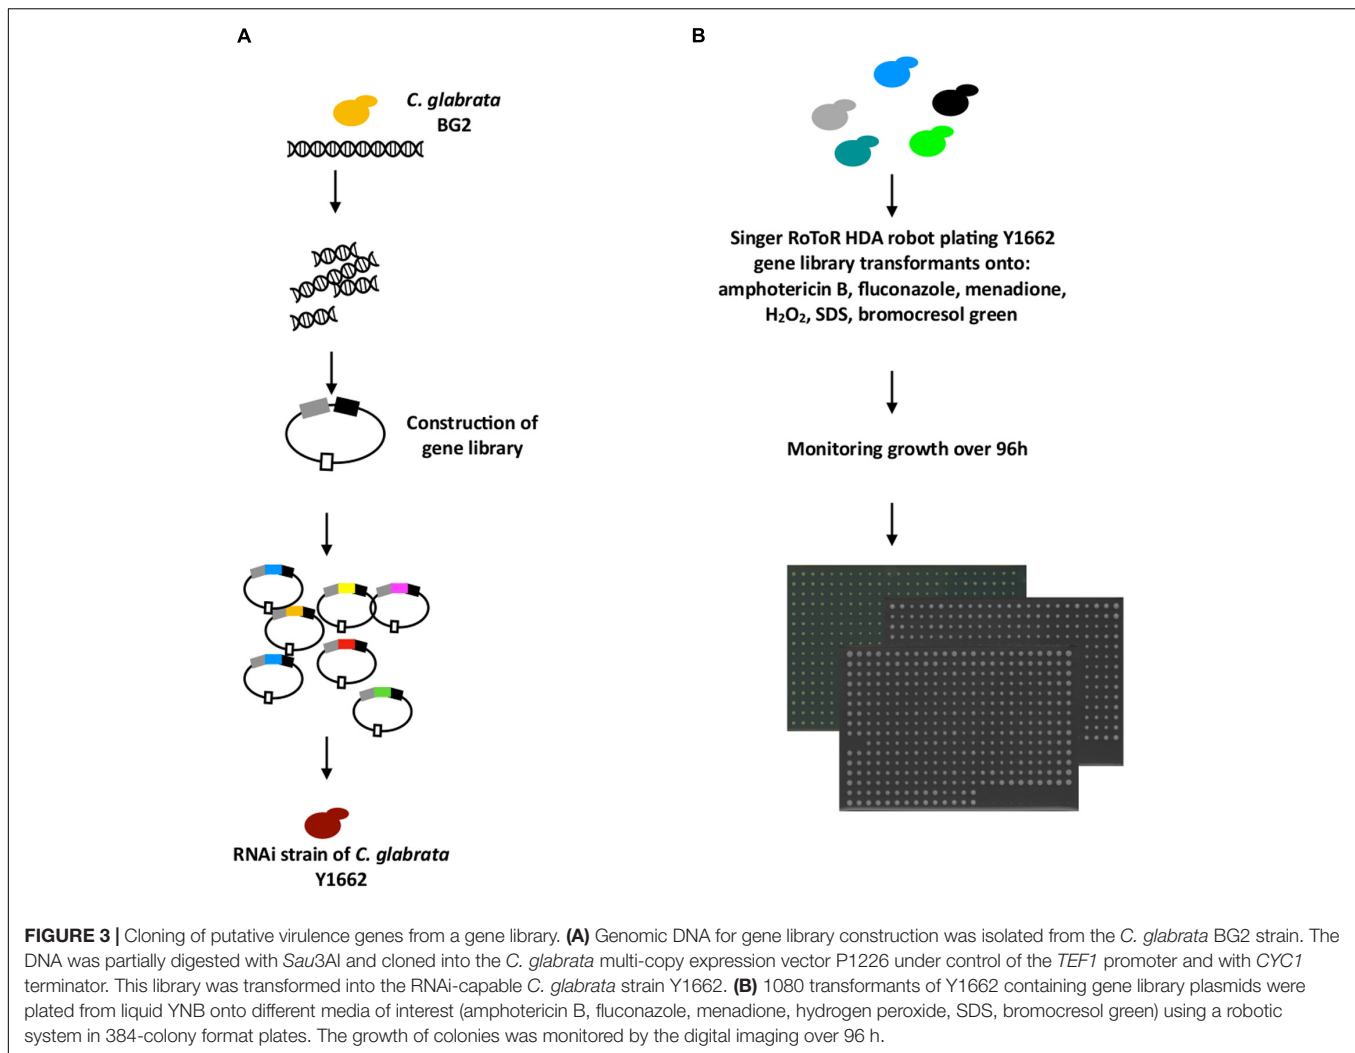 A
C. glabrata
BG2
Construction of
gene library
RNAi strain of C. glabrata
Y1662
B
Singer RoToR HDA robot plating Y1662
gene library transformants onto:
amphotericin B, fluconazole, menadione,
H₂O₂, SDS, bromocresol green
Monitoring growth over 96h
FIGURE 3 | Cloning of putative virulence genes from a gene library. (A) Genomic DNA for gene library construction was isolated from the C. glabrata BG2 strain. The
DNA was partially digested with Sau3AI and cloned into the C. glabrata multi-copy expression vector P1226 under control of the TEF1 promoter and with CYC1
terminator. This library was transformed into the RNAi-capable C. glabrata strain Y1662. (B) 1080 transformants of Y1662 containing gene library plasmids were
plated from liquid YNB onto different media of interest (amphotericin B, fluconazole, menadione, hydrogen peroxide, SDS, bromocresol green) using a robotic
system in 384-colony format plates. The growth of colonies was monitored by the digital imaging over 96 h.